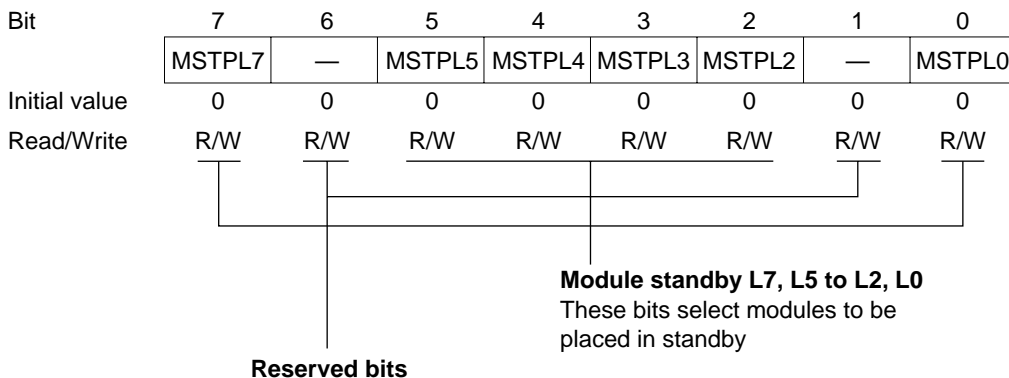 Bit 7 6 5 4 3 2 1 0
MSTPL7 — MSTPL5 MSTPL4 MSTPL3 MSTPL2 — MSTPL0
Initial value 0 0 0 0 0 0 0 0
Read/Write R/W R/W R/W R/W R/W R/W R/W R/W
Module standby L7, L5 to L2, L0
These bits select modules to be
placed in standby
Reserved bits